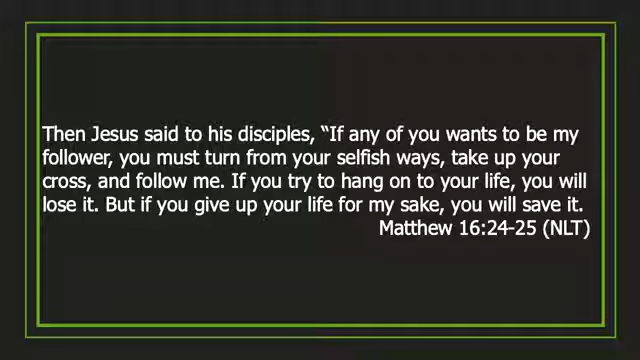 Then Jesus said to his disciples, “If any of you wants to be my
follower, you must turn from your selfish ways, take up your
cross, and follow me. If you try to hang on to your life, you will
lose it. But if you give up your life for my sake, you will save it.
Matthew 16:24-25 (NLT)